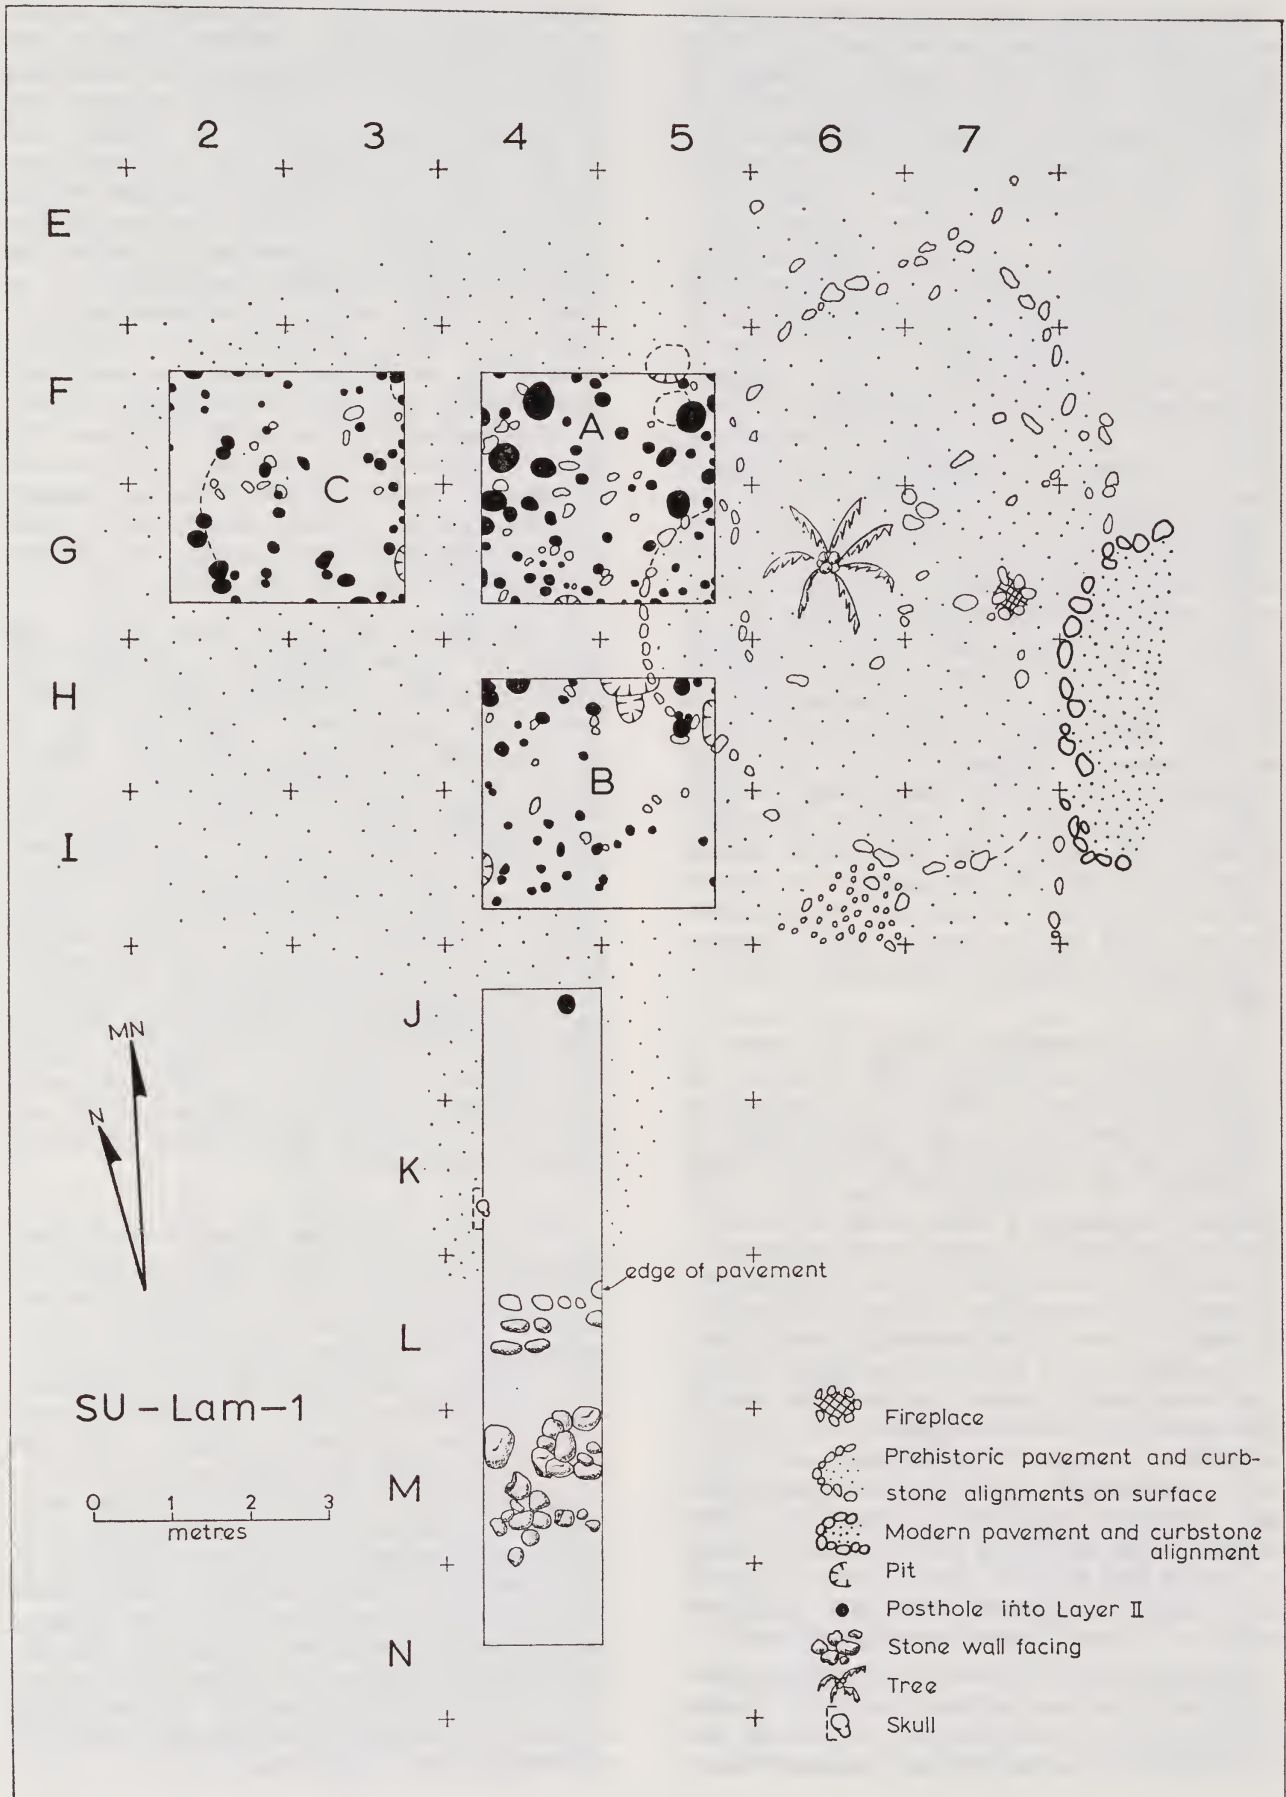 2 3 4 5 6 7
E
F
A
C
G
H
B
I
J
MN
N
K
edge of pavement
L
SU-Lam-1
M
0 1 2 3
metres
N
Fireplace
Prehistoric pavement and curb-
stone alignments on surface
Modern pavement and curbstone
alignment
Pit
Posthole into Layer II
Stone wall facing
Tree
Skull